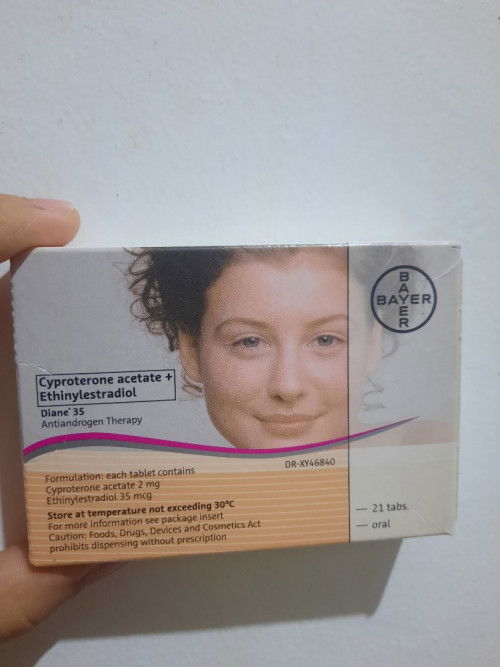 BAYER
BAYER
Cyproterone acetate +
Ethinylestradiol
Diane® 35
Antiandrogen Therapy
DR-XY46840
Formulation: each tablet contains
Cyproterone acetate 2 mg
Ethinylestradiol 35 mcg
Store at temperature not exceeding 30°C
For more information see package insert
Caution: Foods, Drugs, Devices and Cosmetics Act
prohibits dispensing without prescription
— 21 tabs.
— oral